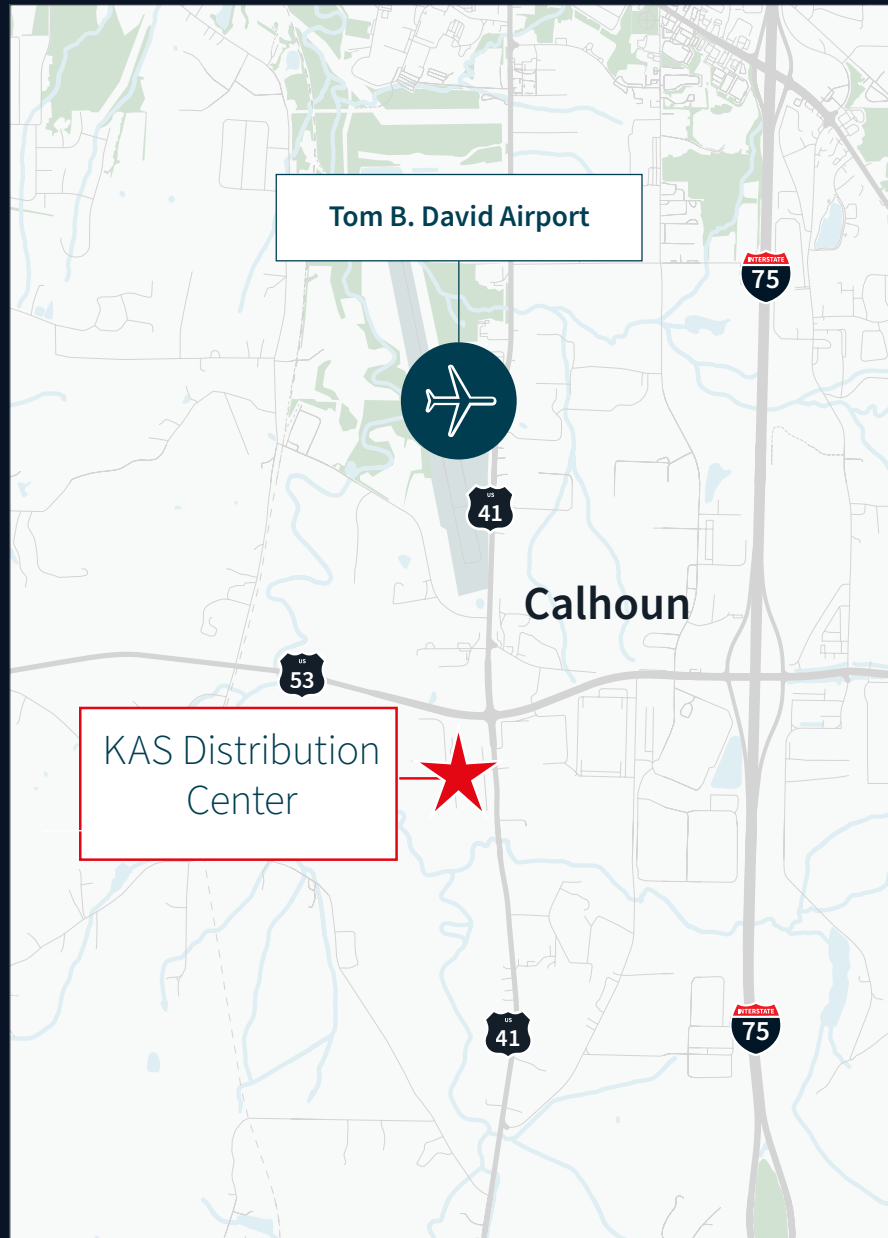 Tom B. David Airport
INTERSTATE
75
US
41
Calhoun
US
53
KAS Distribution
Center
US
41
INTERSTATE
75